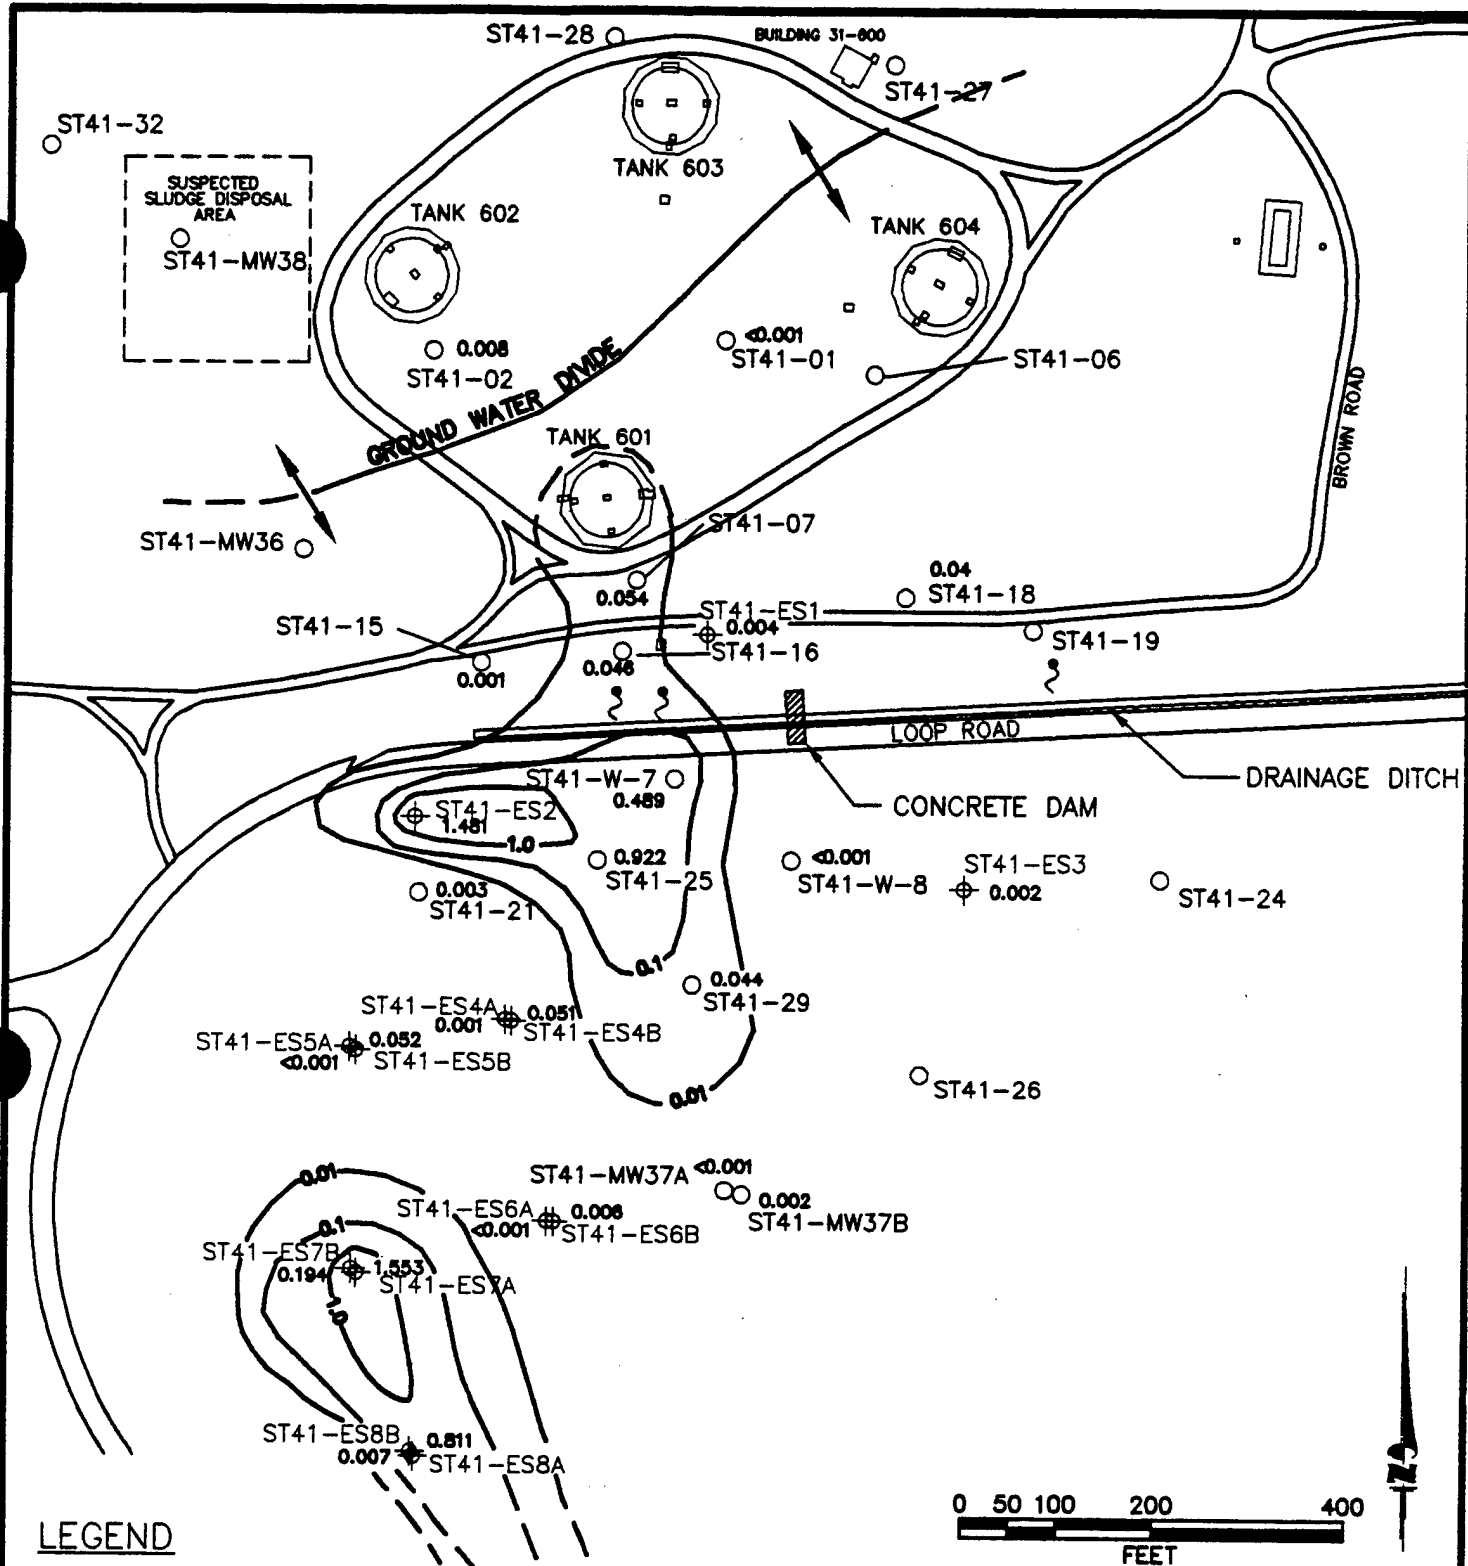 ST41-28
BUILDING 31-600
ST41-27
ST41-32
TANK 603
SUSPECTED
SLUDGE DISPOSAL
AREA
TANK 602
TANK 604
ST41-MW38
<0.001
ST41-01
0.008
ST41-02
ST41-06
GROUND WATER DIVIDE
BROWN ROAD
TANK 601
ST41-07
ST41-MW36
0.04
ST41-18
0.054
ST41-ES1
0.004
ST41-15
ST41-19
ST41-16
0.046
0.001
LOOP ROAD
DRAINAGE DITCH
ST41-W-7
0.489
CONCRETE DAM
ST41-ES2
1.481
1.0
0.922
ST41-25
<0.001
ST41-W-8
ST41-ES3
0.002
ST41-24
0.003
ST41-21
0.1
0.044
ST41-29
ST41-ES4A
0.051
0.001
ST41-ES4B
ST41-ES5A
0.052
<0.001
ST41-ES5B
ST41-26
0.01
ST41-MW37A
<0.001
0.002
ST41-MW37B
0.01
ST41-ES6A
0.006
<0.001
ST41-ES6B
0.1
ST41-ES7B
0.194
1.553
ST41-ES7A
1.0
ST41-ES8B
0.811
0.007
ST41-ES8A
N
0 50 100 200 400
FEET
LEGEND